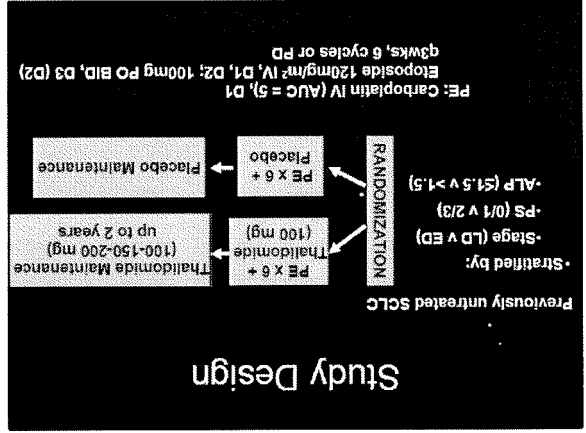 Study Design
Previously untreated SCLC
•Stratified by:
•Stage (LD v ED)
•PS (0/1 v 2/3)
•ALP (≤1.5 v >1.5)
RANDOMIZATION
PE x 6 +
Thalidomide
(100 mg)
Thalidomide Maintenance
(100-150-200 mg)
up to 2 years
PE x 6 +
Placebo
Placebo Maintenance
PE: Carboplatin IV (AUC = 5), D1
Etoposide 120mg/m² IV, D1, D2; 100mg PO BID, D3 (D2)
q3wks, 6 cycles or PD